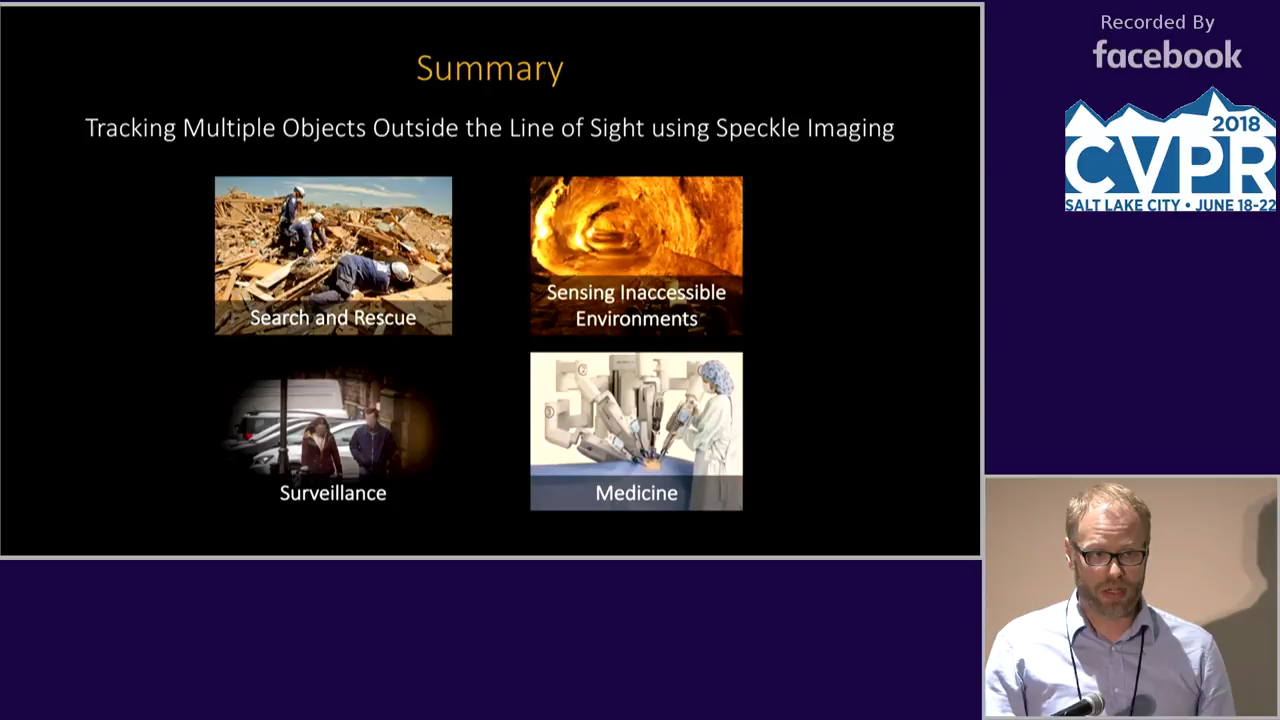 Summary
Tracking Multiple Objects Outside the Line of Sight using Speckle Imaging
Search and Rescue
Sensing Inaccessible
Environments
Surveillance
Medicine
Recorded By
facebook
2018
CVPR
SALT LAKE CITY • JUNE 18-22